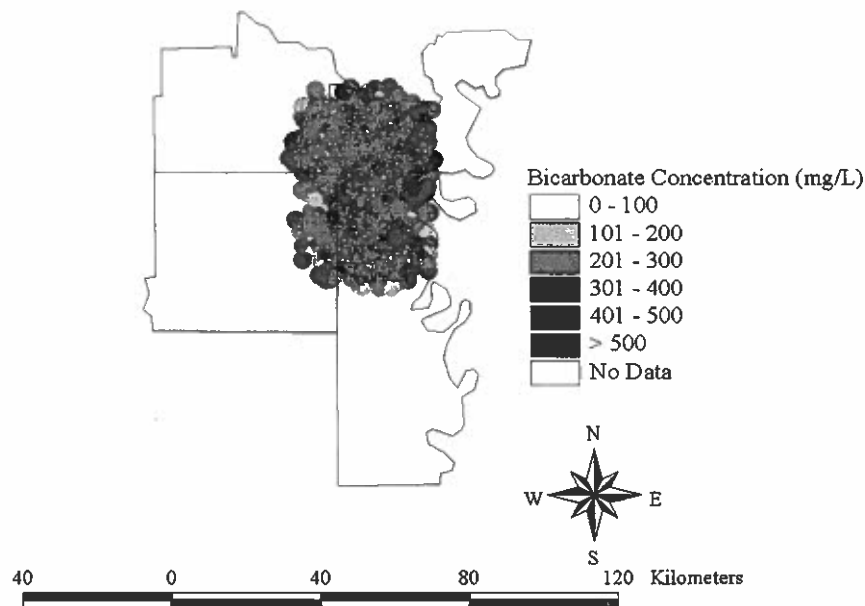 Bicarbonate Concentration (mg/L)
0 - 100
101 - 200
201 - 300
301 - 400
401 - 500
> 500
No Data
N
W E
S
40 0 40 80 120 Kilometers